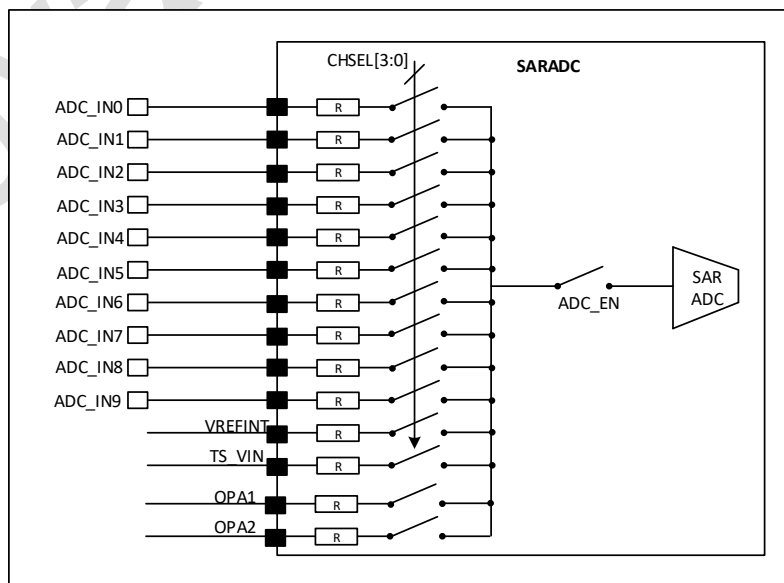 CHSEL[3:0]
SARADC
ADC_IN0 R
ADC_IN1 R
ADC_IN2 R
ADC_IN3 R
ADC_IN4 R
ADC_IN5 R
ADC_IN6 R
ADC_IN7 R
ADC_IN8 R
ADC_IN9 R
VREFINT R
TS_VIN R
OPA1 R
OPA2 R
ADC_EN
SAR
ADC